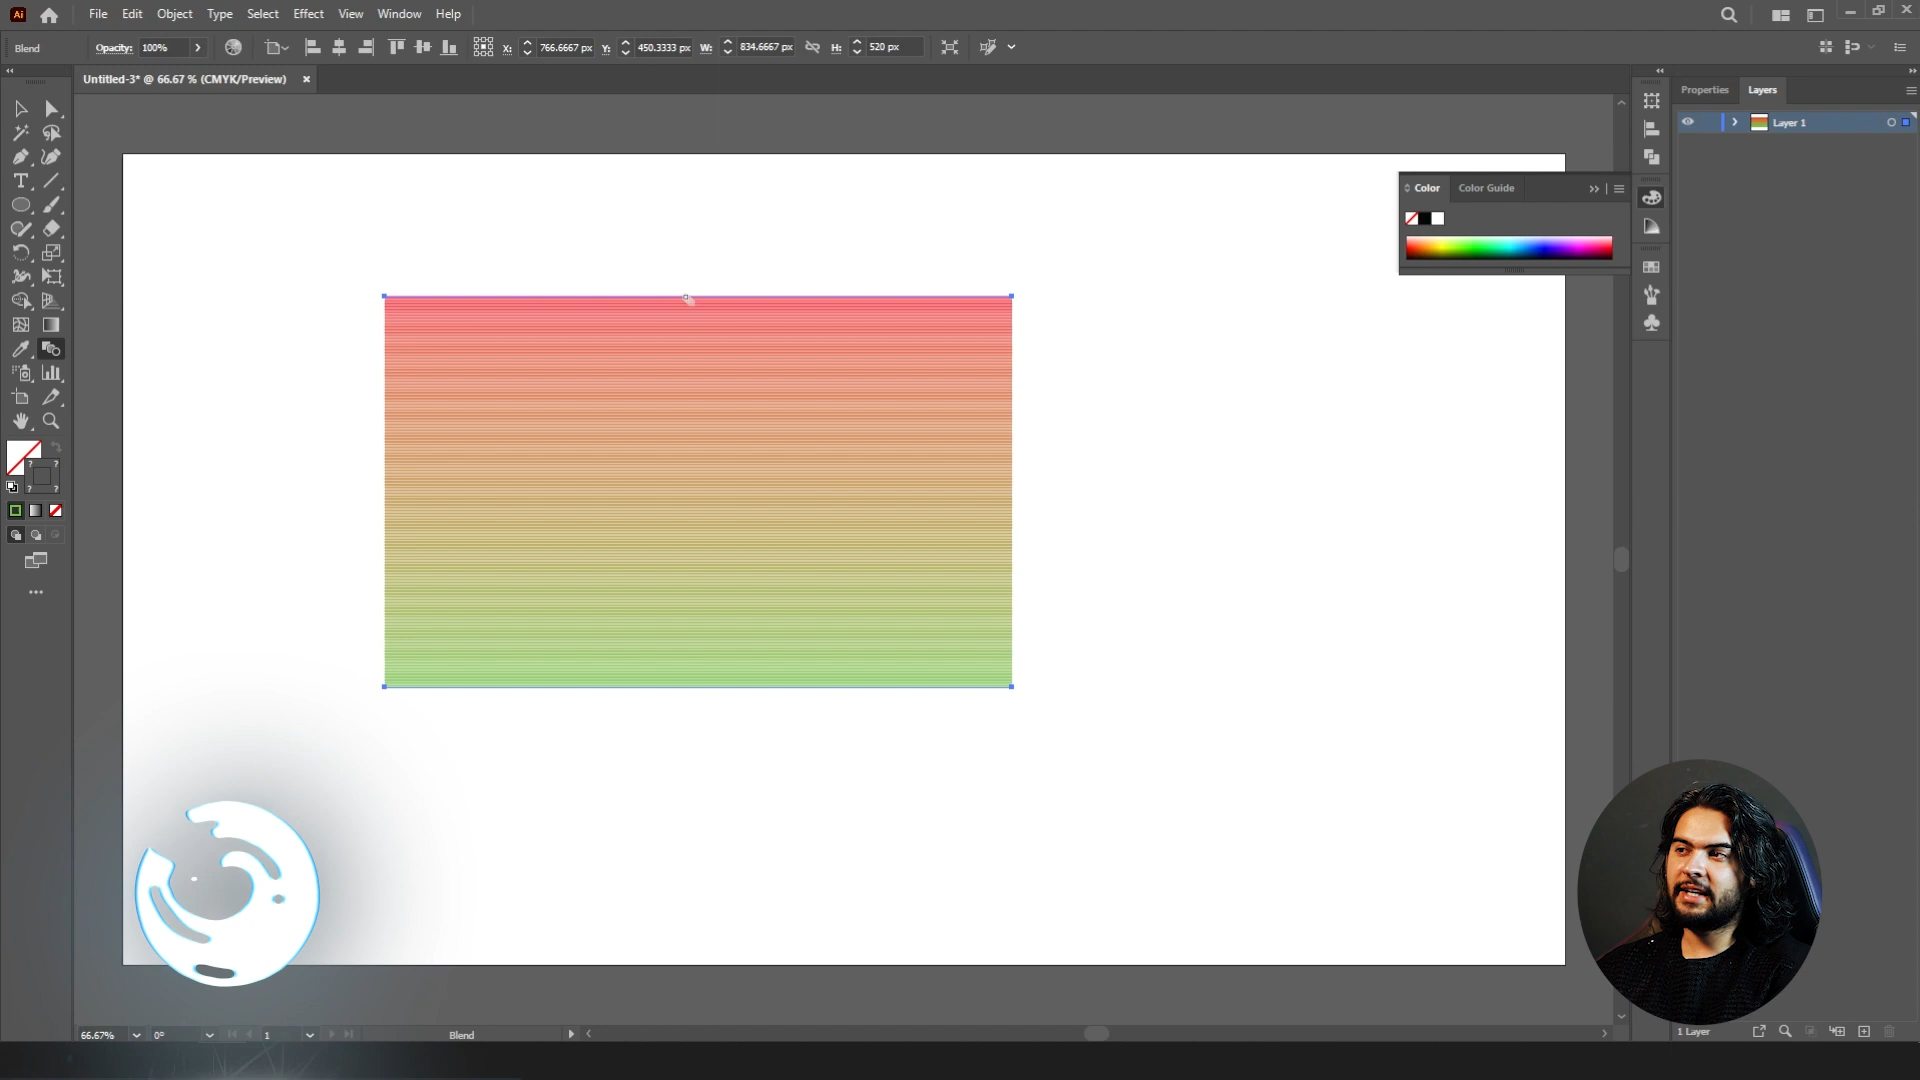 Ai File Edit Object Type Select Effect View Window Help
Blend Opacity: 100% X: 766.6667 px Y: 450.3333 px W: 834.6667 px H: 520 px
Untitled-3* @ 66.67 % (CMYK/Preview) ×
Properties Layers
Layer 1
Color Color Guide
T
? ?
? ?
66.67% 0° 1 Blend
1 Layer